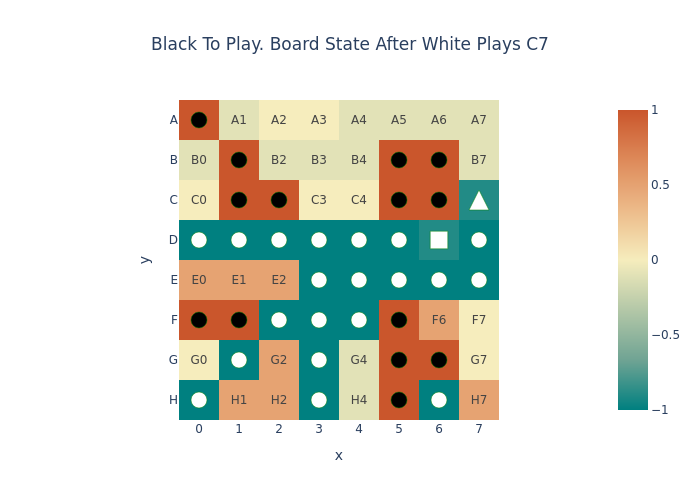 Black To Play. Board State After White Plays C7
A A1 A2 A3 A4 A5 A6 A7
B B0 B2 B3 B4 B7
C C0 C3 C4
D
E E0 E1 E2
F F6 F7
G G0 G2 G4 G7
H H1 H2 H4 H7
0 1 2 3 4 5 6 7
x
y
1
0.5
0
−0.5
−1